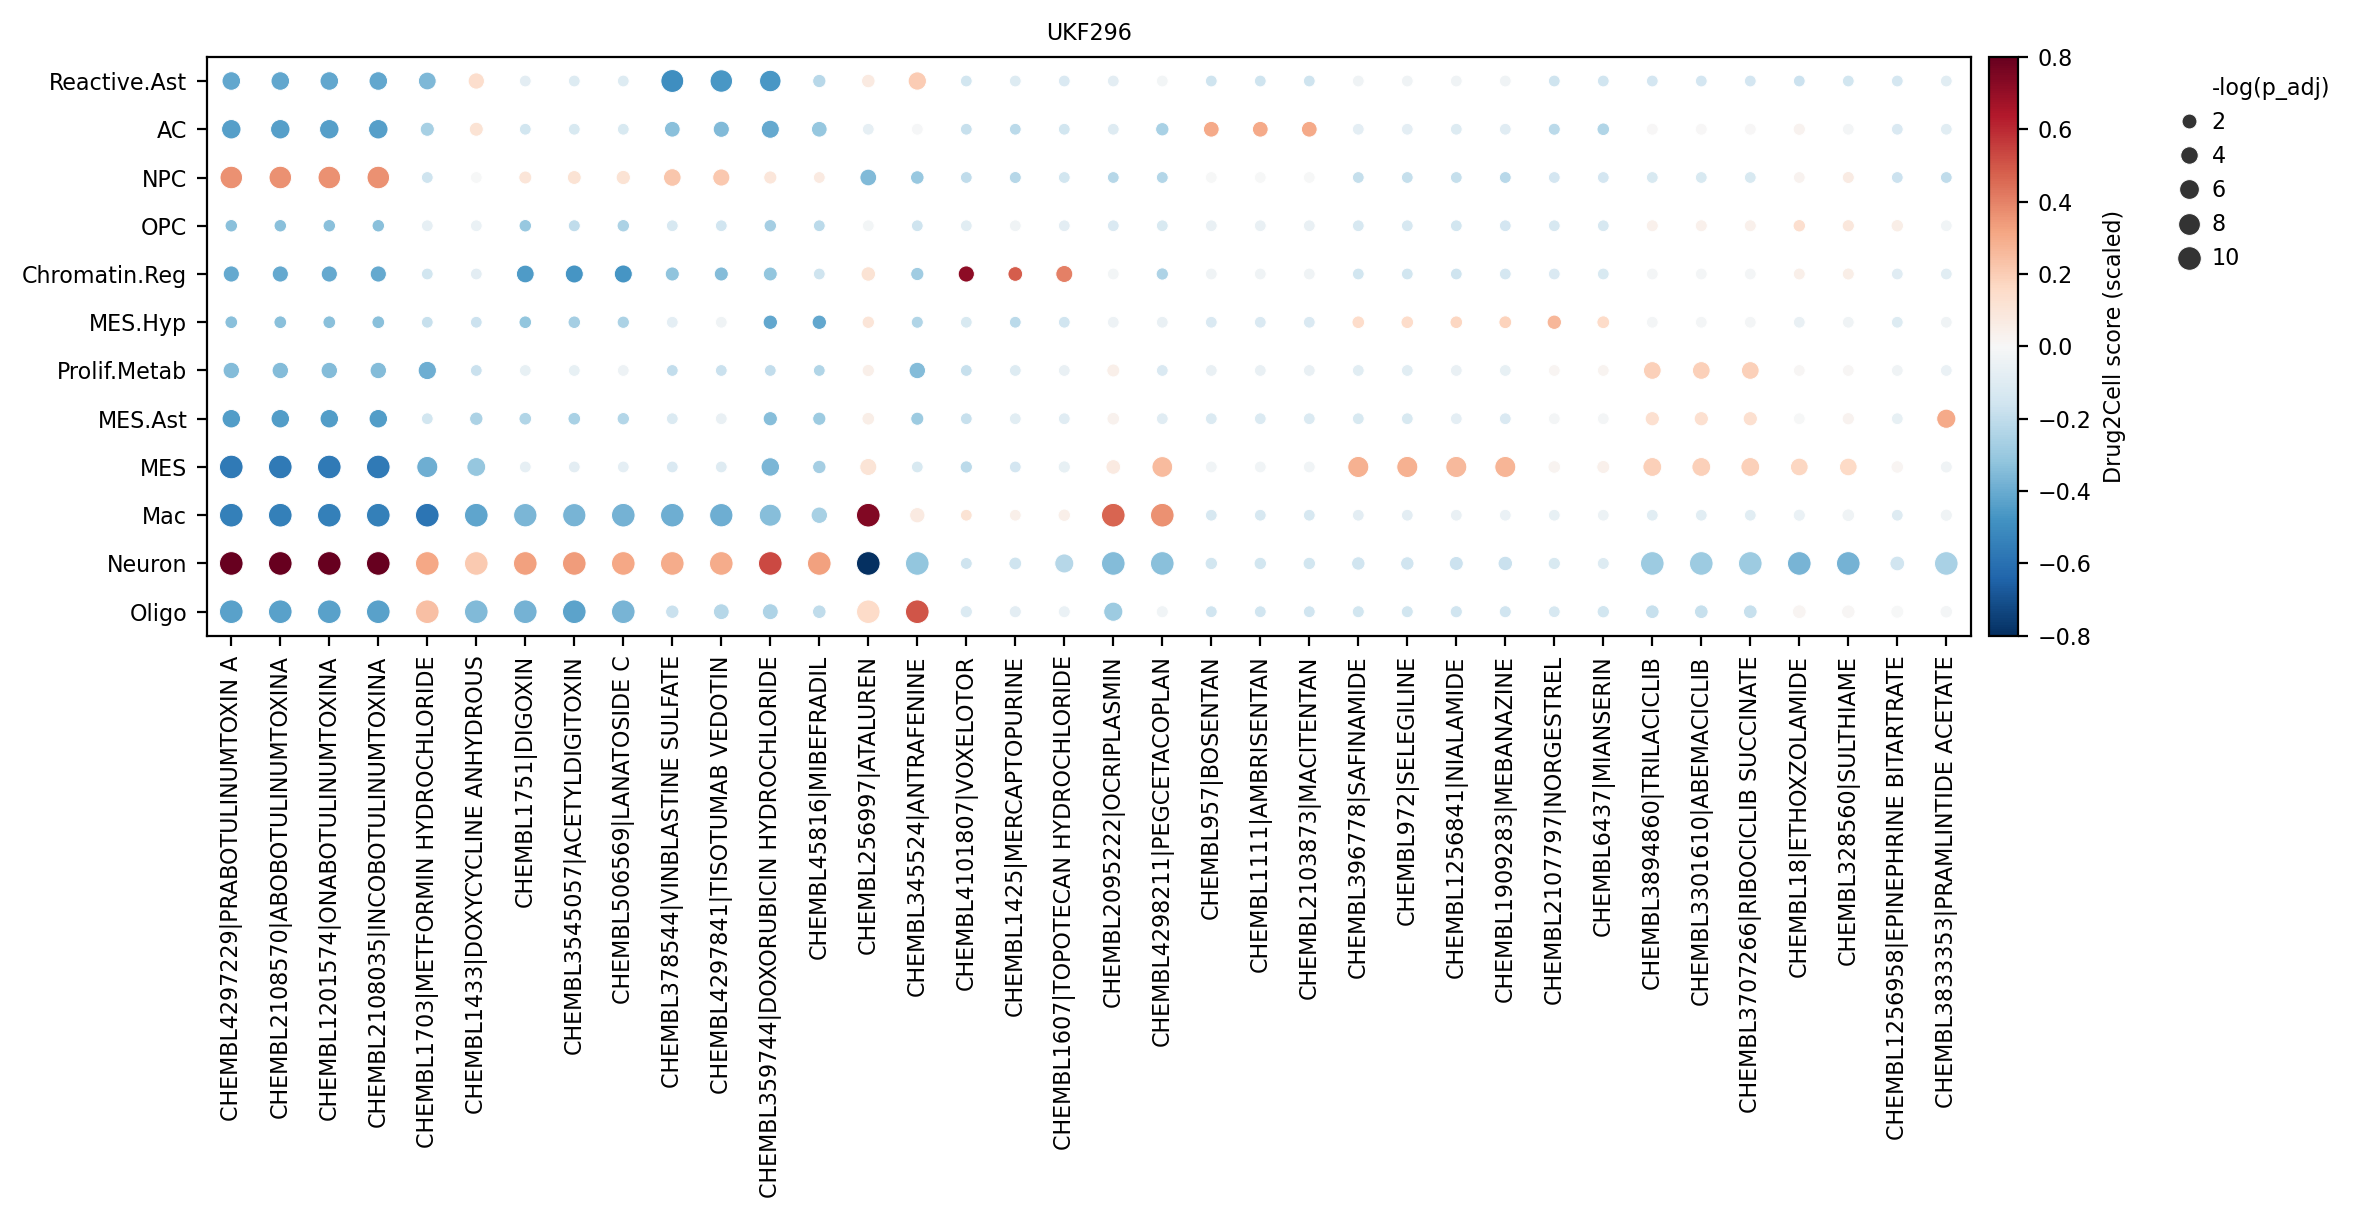 UKF296
Reactive.Ast
AC
NPC
OPC
Chromatin.Reg
MES.Hyp
Prolif.Metab
MES.Ast
MES
Mac
Neuron
Oligo
CHEMBL4297229|PRABOTULINUMTOXIN A
CHEMBL2108570|ABOBOTULINUMTOXINA
CHEMBL1201574|ONABOTULINUMTOXINA
CHEMBL2108035|INCOBOTULINUMTOXINA
CHEMBL1703|METFORMIN HYDROCHLORIDE
CHEMBL1433|DOXYCYCLINE ANHYDROUS
CHEMBL1751|DIGOXIN
CHEMBL3545057|ACETYLDIGITOXIN
CHEMBL506569|LANATOSIDE C
CHEMBL378544|VINBLASTINE SULFATE
CHEMBL4297841|TISOTUMAB VEDOTIN
CHEMBL359744|DOXORUBICIN HYDROCHLORIDE
CHEMBL45816|MIBEFRADIL
CHEMBL256997|ATALUREN
CHEMBL345524|ANTRAFENINE
CHEMBL4101807|VOXELOTOR
CHEMBL1425|MERCAPTOPURINE
CHEMBL1607|TOPOTECAN HYDROCHLORIDE
CHEMBL2095222|OCRIPLASMIN
CHEMBL4298211|PEGCETACOPLAN
CHEMBL957|BOSENTAN
CHEMBL1111|AMBRISENTAN
CHEMBL2103873|MACITENTAN
CHEMBL396778|SAFINAMIDE
CHEMBL972|SELEGILINE
CHEMBL1256841|NIALAMIDE
CHEMBL1909283|MEBANAZINE
CHEMBL2107797|NORGESTREL
CHEMBL6437|MIANSERIN
CHEMBL3894860|TRILACICLIB
CHEMBL3301610|ABEMACICLIB
CHEMBL3707266|RIBOCICLIB SUCCINATE
CHEMBL18|ETHOXZOLAMIDE
CHEMBL328560|SULTHIAME
CHEMBL1256958|EPINEPHRINE BITARTRATE
CHEMBL383353|PRAMLINTIDE ACETATE
0.8
0.6
0.4
0.2
0.0
−0.2
−0.4
−0.6
−0.8
Drug2Cell score (scaled)
-log(p_adj)
2
4
6
8
10